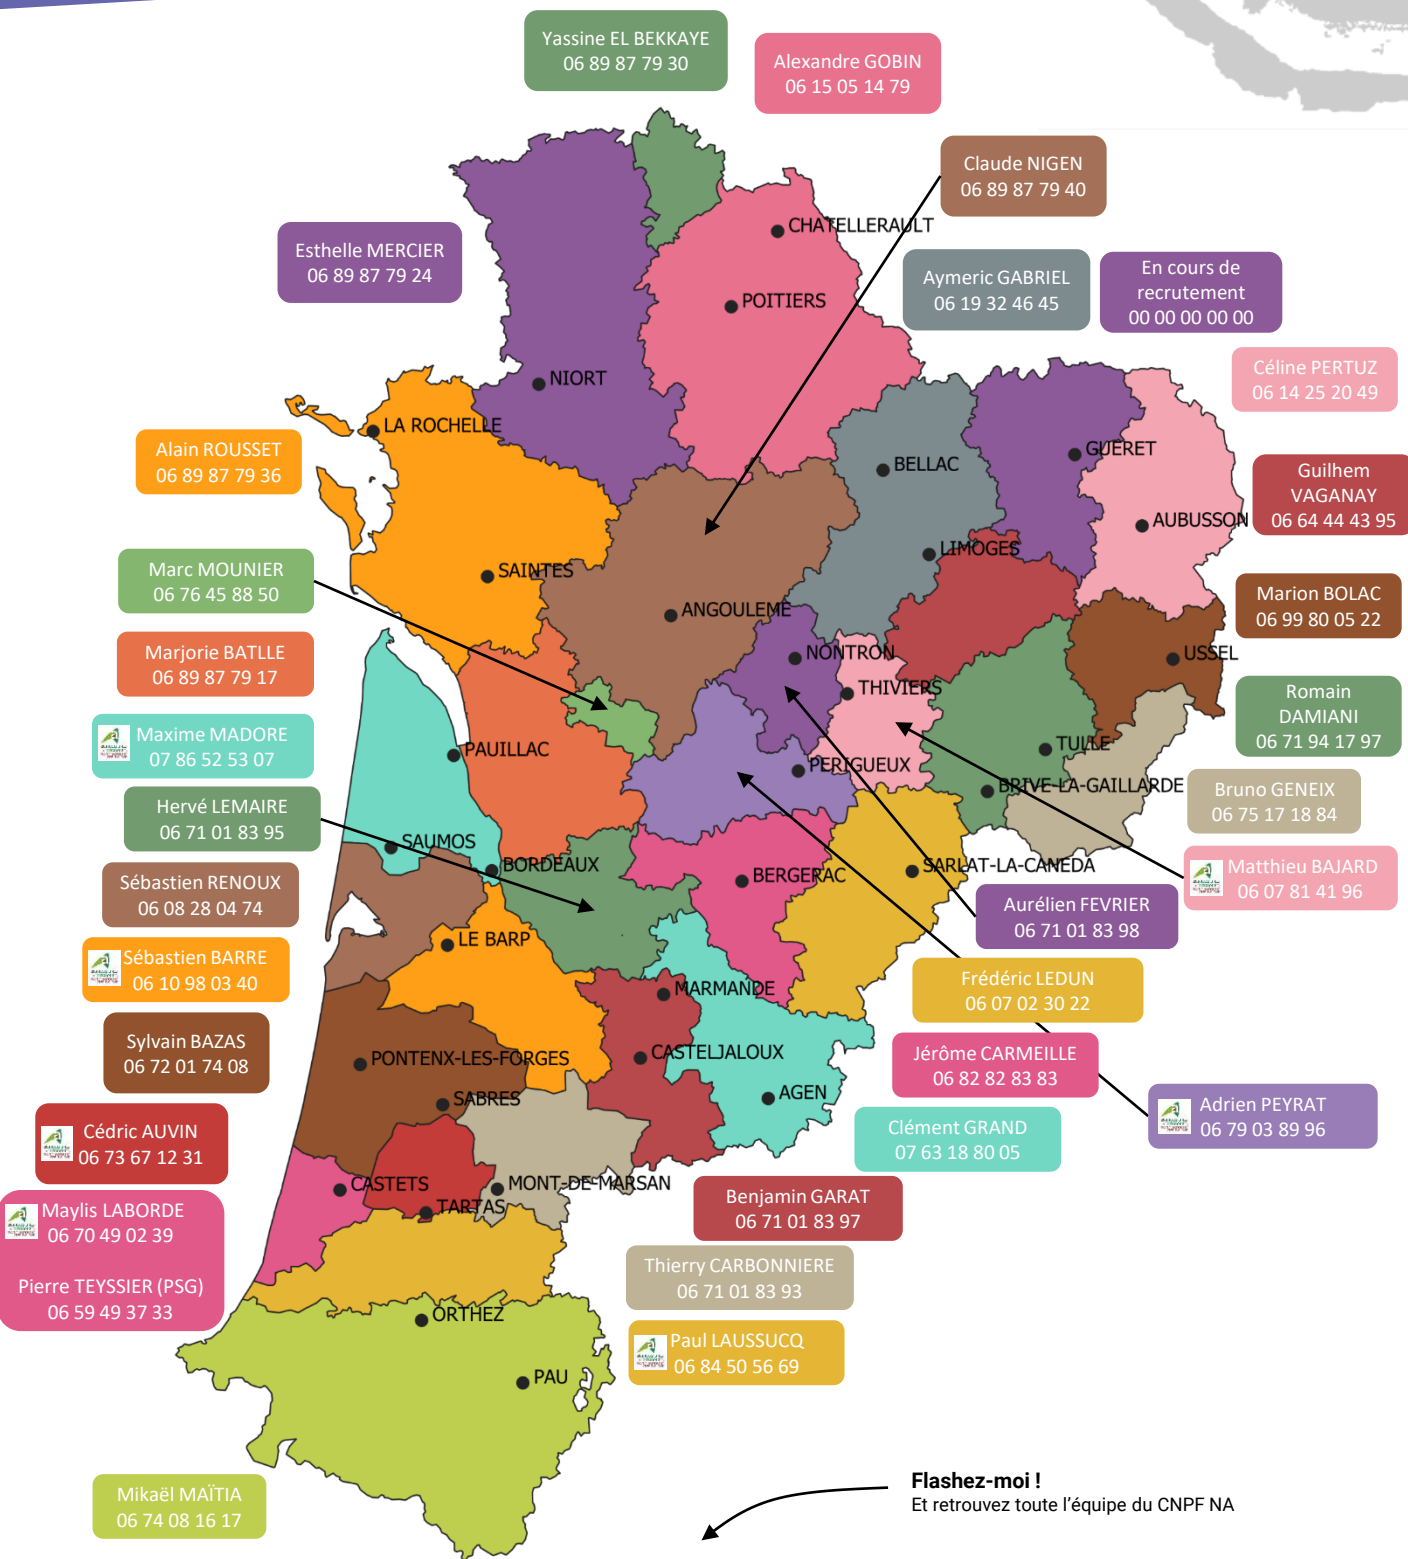 Yassine EL BEKKAYE
06 89 87 79 30
Alexandre GOBIN
06 15 05 14 79
Claude NIGEN
06 89 87 79 40
CHATELLERAULT
Esthelle MERCIER
06 89 87 79 24
Aymeric GABRIEL
06 19 32 46 45
En cours de
recrutement
00 00 00 00 00
POITIERS
Céline PERTUZ
06 14 25 20 49
NIORT
LA ROCHELLE
Alain ROUSSET
06 89 87 79 36
BELLAC
GUERET
Guilhem
VAGANAY
06 64 44 43 95
AUBUSSON
LIMOGES
Marc MOUNIER
06 76 45 88 50
SAINTES
ANGOULEME
Marion BOLAC
06 99 80 05 22
Marjorie BATLLE
06 89 87 79 17
NONTRON
USSEL
THIVIERS
Romain
DAMIANI
06 71 94 17 97
Maxime MADORE
07 86 52 53 07
PAUILLAC
TULLE
PERIGUEUX
BRIVE-LA-GAILLARDE
Bruno GENEIX
06 75 17 18 84
Hervé LEMAIRE
06 71 01 83 95
SAUMOS
BORDEAUX
BERGERAC
SARLAT-LA-CANEDA
Matthieu BAJARD
06 07 81 41 96
Sébastien RENOUX
06 08 28 04 74
Aurélien FEVRIER
06 71 01 83 98
LE BARP
Sébastien BARRE
06 10 98 03 40
MARMANDE
Frédéric LEDUN
06 07 02 30 22
Sylvain BAZAS
06 72 01 74 08
PONTENX-LES-FORGES
CASTELJALOUX
Jérôme CARMEILLE
06 82 82 83 83
SABRES
AGEN
Adrien PEYRAT
06 79 03 89 96
Cédric AUVIN
06 73 67 12 31
Clément GRAND
07 63 18 80 05
CASTETS
MONT-DE-MARSAN
TARTAS
Benjamin GARAT
06 71 01 83 97
Maylis LABORDE
06 70 49 02 39
Pierre TEYSSIER (PSG)
06 59 49 37 33
Thierry CARBONNIERE
06 71 01 83 93
ORTHEZ
Paul LAUSSUCQ
06 84 50 56 69
PAU
Mikaël MAÏTIA
06 74 08 16 17
Flashez-moi !
Et retrouvez toute l'équipe du CNPF NA